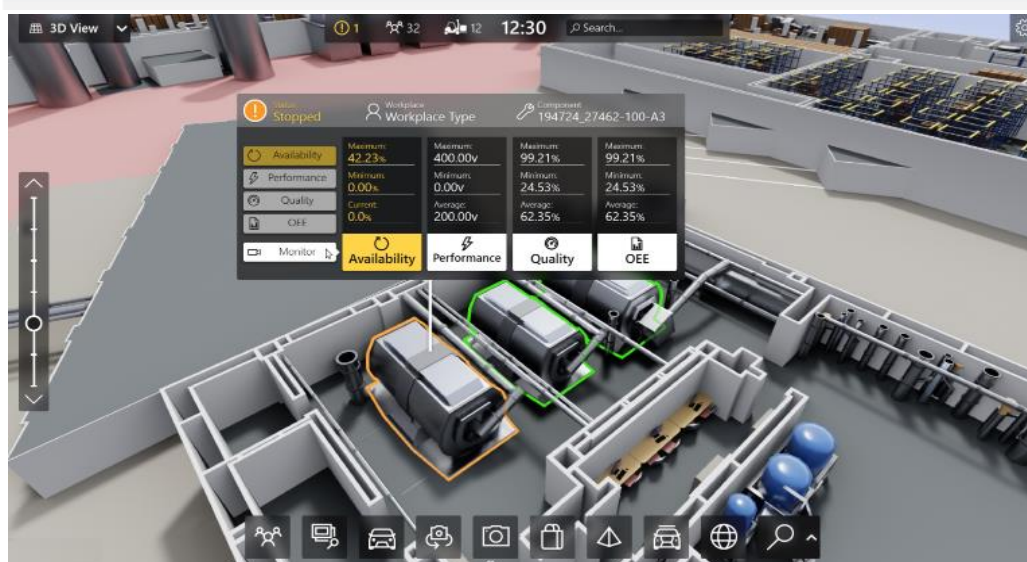 3D View
1
32
12
12:30
Search...
Status
Stopped
Workplace
Workplace Type
Component
194724_27462-100-A3
Availability
Performance
Quality
OEE
Monitor
Maximum:
42.23%
Minimum:
0.00%
Current:
0.0%
Availability
Maximum:
400.00v
Minimum:
0.00v
Average:
200.00v
Performance
Maximum:
99.21%
Minimum:
24.53%
Average:
62.35%
Quality
Maximum:
99.21%
Minimum:
24.53%
Average:
62.35%
OEE